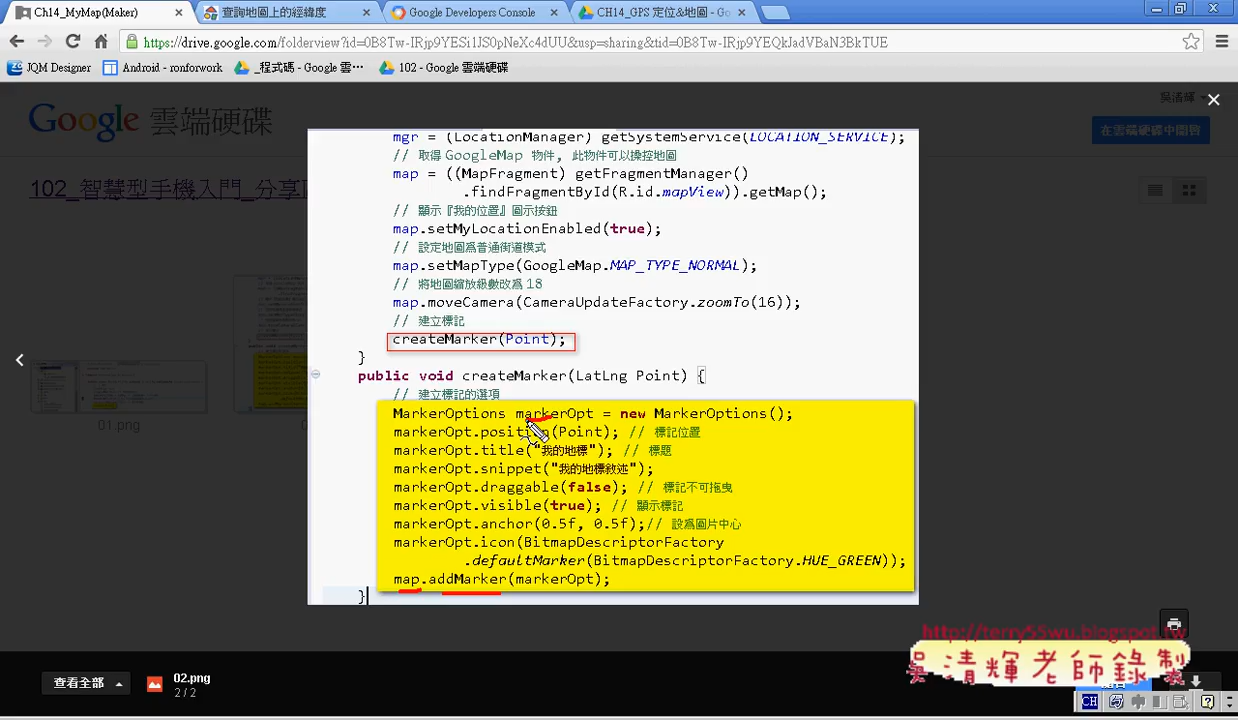 Ch14_MyMap(Maker)
查詢地圖上的經緯度
Google Developers Console
CH14_GPS 定位&地圖 - Go
https://drive.google.com/folderview?id=0B8Tw-IRjp9YESi1JS0pNeXc4dUU&usp=sharing&tid=0B8Tw-IRjp9YEQkJadVBaN3BkTUE
JQM Designer
Android - ronforwork
_程式碼 - Google 雲…
102 - Google 雲端硬碟
Google 雲端硬碟
在雲端硬碟中開啟
102_智慧型手機入門_分享
mgr = (LocationManager) getSystemService(LOCATION_SERVICE);
// 取得 GoogleMap 物件, 此物件可以操控地圖
map = ((MapFragment) getFragmentManager()
.findFragmentById(R.id.mapView)).getMap();
// 顯示『我的位置』圖示按鈕
map.setMyLocationEnabled(true);
// 設定地圖為普通街道模式
map.setMapType(GoogleMap.MAP_TYPE_NORMAL);
// 將地圖縮放級數改為 18
map.moveCamera(CameraUpdateFactory.zoomTo(16));
// 建立標記
createMarker(Point);
}
public void createMarker(LatLng Point) {
// 建立標記的選項
MarkerOptions markerOpt = new MarkerOptions();
markerOpt.position(Point); // 標記位置
markerOpt.title("我的地標"); // 標題
markerOpt.snippet("我的地標敘述");
markerOpt.draggable(false); // 標記不可拖曳
markerOpt.visible(true); // 顯示標記
markerOpt.anchor(0.5f, 0.5f);// 設為圖片中心
markerOpt.icon(BitmapDescriptorFactory
.defaultMarker(BitmapDescriptorFactory.HUE_GREEN));
map.addMarker(markerOpt);
}
01.png
http://terry55wu.blogspot.tw
吳清輝老師錄製
查看全部
02.png
2 / 2
CH